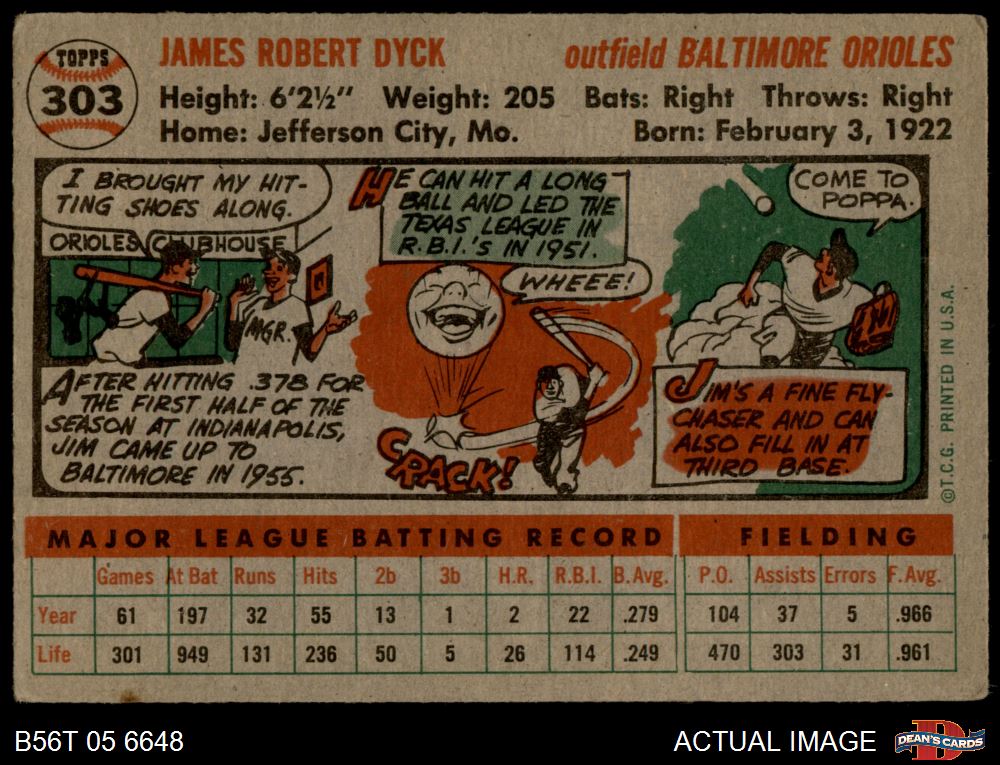 TOPPS
303
JAMES ROBERT DYCK
outfield BALTIMORE ORIOLES
Height: 6'2½" Weight: 205 Bats: Right Throws: Right
Home: Jefferson City, Mo. Born: February 3, 1922
I BROUGHT MY HIT-
TING SHOES ALONG.
ORIOLES CLUBHOUSE
MGR.
AFTER HITTING .378 FOR
THE FIRST HALF OF THE
SEASON AT INDIANAPOLIS,
JIM CAME UP TO
BALTIMORE IN 1955.
HE CAN HIT A LONG
BALL AND LED THE
TEXAS LEAGUE IN
R.B.I.'S IN 1951.
WHEEE!
CRACK!
COME TO
POPPA.
JIM'S A FINE FLY-
CHASER AND CAN
ALSO FILL IN AT
THIRD BASE.
©T.C.G. PRINTED IN U.S.A.
MAJOR LEAGUE BATTING RECORD FIELDING
Games At Bat Runs Hits 2b 3b H.R. R.B.I. B.Avg. P.O. Assists Errors F.Avg.
Year 61 197 32 55 13 1 2 22 .279 104 37 5 .966
Life 301 949 131 236 50 5 26 114 .249 470 303 31 .961
B56T 05 6648
ACTUAL IMAGE
DEAN'S CARDS